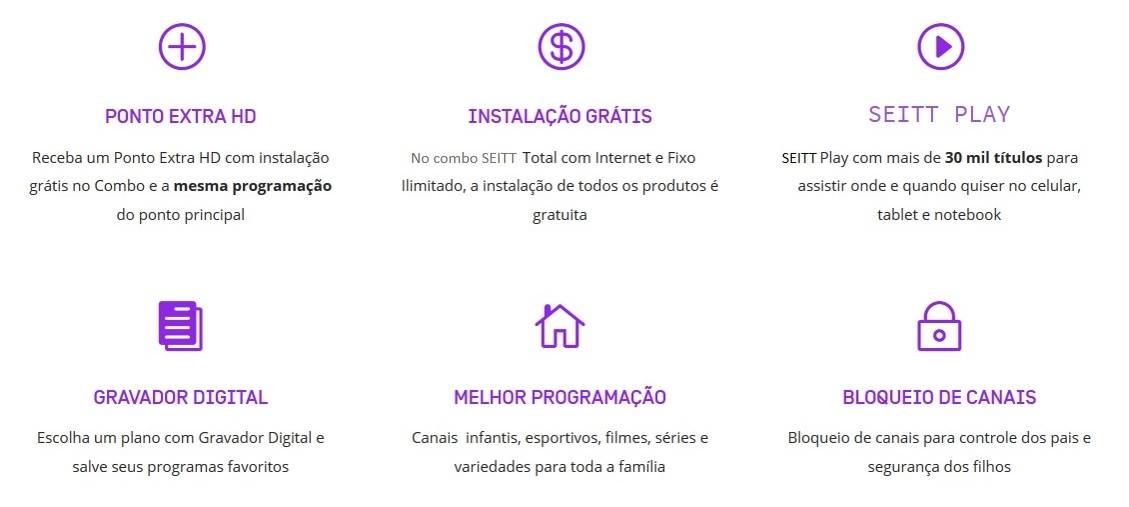 PONTO EXTRA HD
Receba um Ponto Extra HD com instalação
grátis no Combo e a mesma programação
do ponto principal
INSTALAÇÃO GRÁTIS
No combo SEITT Total com Internet e Fixo
Ilimitado, a instalação de todos os produtos é
gratuita
SEITT PLAY
SEITT Play com mais de 30 mil títulos para
assistir onde e quando quiser no celular,
tablet e notebook
GRAVADOR DIGITAL
Escolha um plano com Gravador Digital e
salve seus programas favoritos
MELHOR PROGRAMAÇÃO
Canais infantis, esportivos, filmes, séries e
variedades para toda a família
BLOQUEIO DE CANAIS
Bloqueio de canais para controle dos pais e
segurança dos filhos